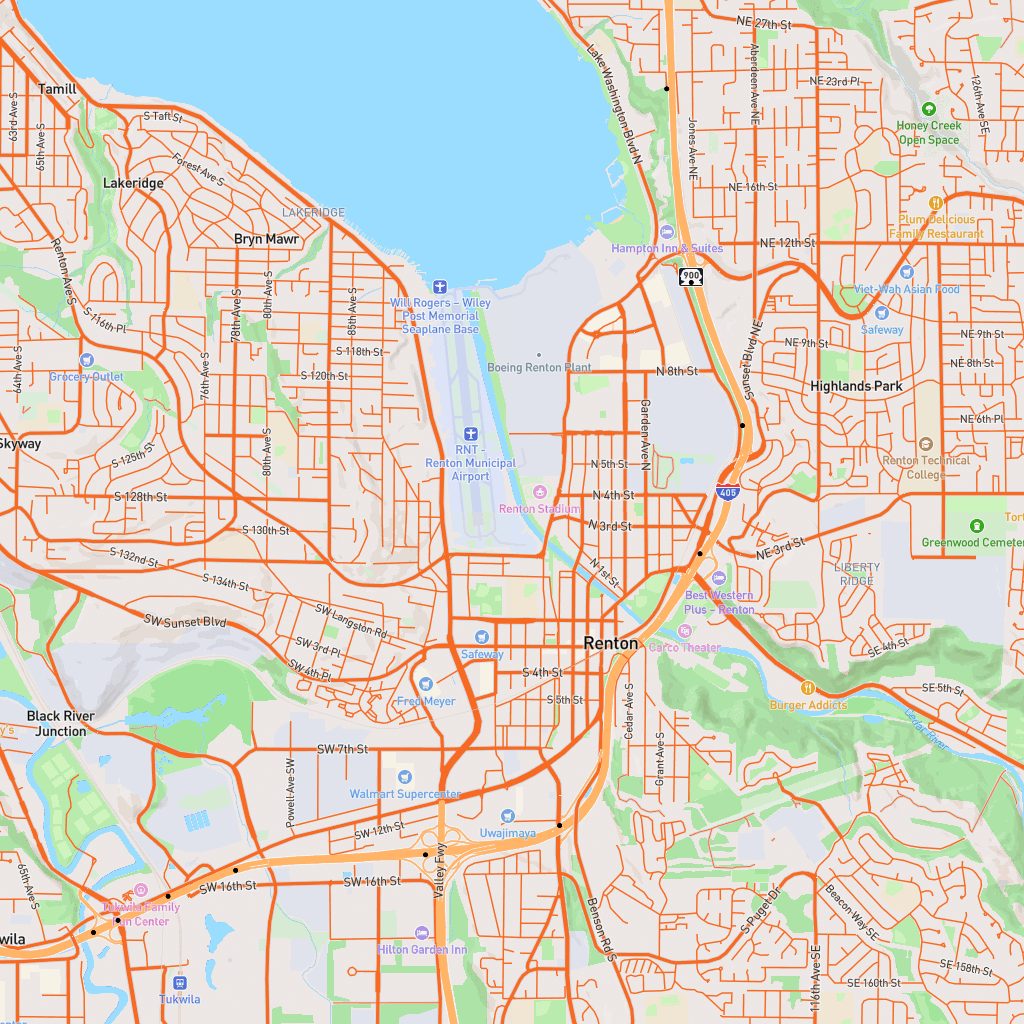 NE 27th St
Lake Washington Blvd N
Aberdeen Ave NE
NE 23rd Pl
126th Ave SE
Tamill
63rd Ave S
65th Ave S
S Taft St
Honey Creek
Open Space
Jones Ave NE
Forest Ave S
Lakeridge
NE 16th St
LAKERIDGE
Plum Delicious
Family Restaurant
Bryn Mawr
Hampton Inn & Suites
NE 12th St
Renton Ave S
900
Viet-Wah Asian Food
80th Ave S
85th Ave S
78th Ave S
Will Rogers – Wiley
Post Memorial
Seaplane Base
S 116th Pl
Safeway
NE 9th St
NE 9th St
S 118th St
Sunset Blvd NE
Boeing Renton Plant
NE 8th St
64th Ave S
Grocery Outlet
76th Ave S
S 120th St
N 8th St
Highlands Park
Garden Ave N
NE 6th Pl
Skyway
S 125th St
80th Ave S
RNT -
Renton Municipal
Airport
N 5th St
Renton Technical
College
S 128th St
N 4th St
405
Renton Stadium
Tort
S 130th St
N 3rd St
Greenwood Cemeter
S 132nd St
NE 3rd St
S 134th St
N 1st St
LIBERTY
RIDGE
Best Western
Plus – Renton
SW Sunset Blvd
SW Langston Rd
Safeway
Renton
Carco Theater
SW 3rd Pl
SE 4th St
SW 4th Pl
S 4th St
Fred Meyer
S 5th St
Burger Addicts
SE 5th St
Cedar Ave S
Black River
Junction
y's
Cedar River
SW 7th St
Grant Ave S
Powell Ave SW
Walmart Supercenter
SW 12th St
Uwajimaya
Valley Fwy
65th Ave S
SW 16th St
SW 16th St
Tukwila Family
Fun Center
S Puget Dr
Beacon Way SE
Benson Rd S
wila
Hilton Garden Inn
116th Ave SE
SE 158th St
SE 160th St
Tukwila